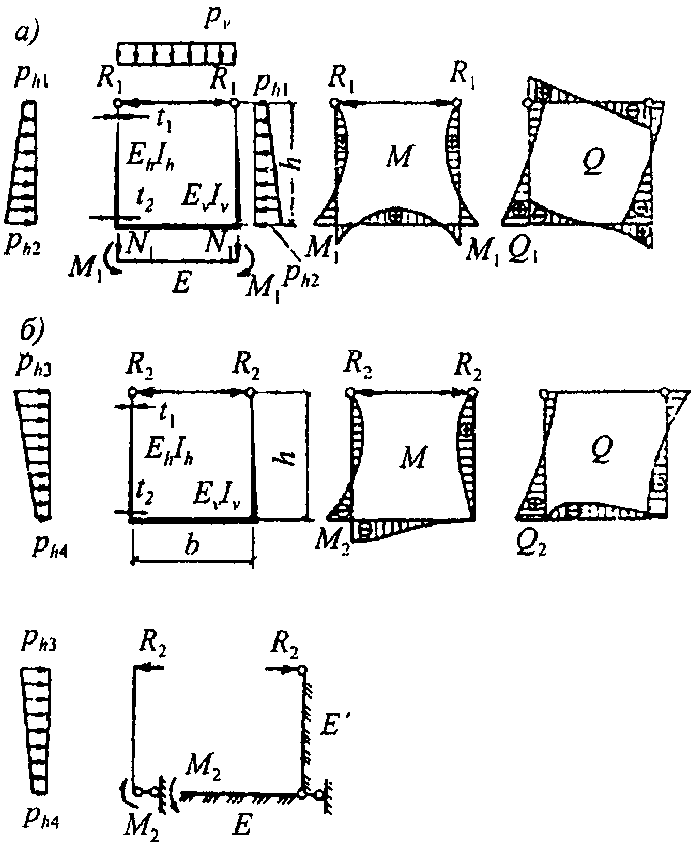 а)
p_v
p_h1 R_1 R_1 p_h1 R_1 R_1
t_1
E_h I_h h M Q
t_2 E_v I_v
p_h2 N_1 N_1 M_1 M_1 Q_1
M_1 E M_1 p_h2
б)
p_h3 R_2 R_2 R_2 R_2
t_1
E_h I_h h M Q
t_2 E_v I_v
p_h4 b M_2 Q_2
p_h3 R_2 R_2
E′
M_2
p_h4 M_2 E